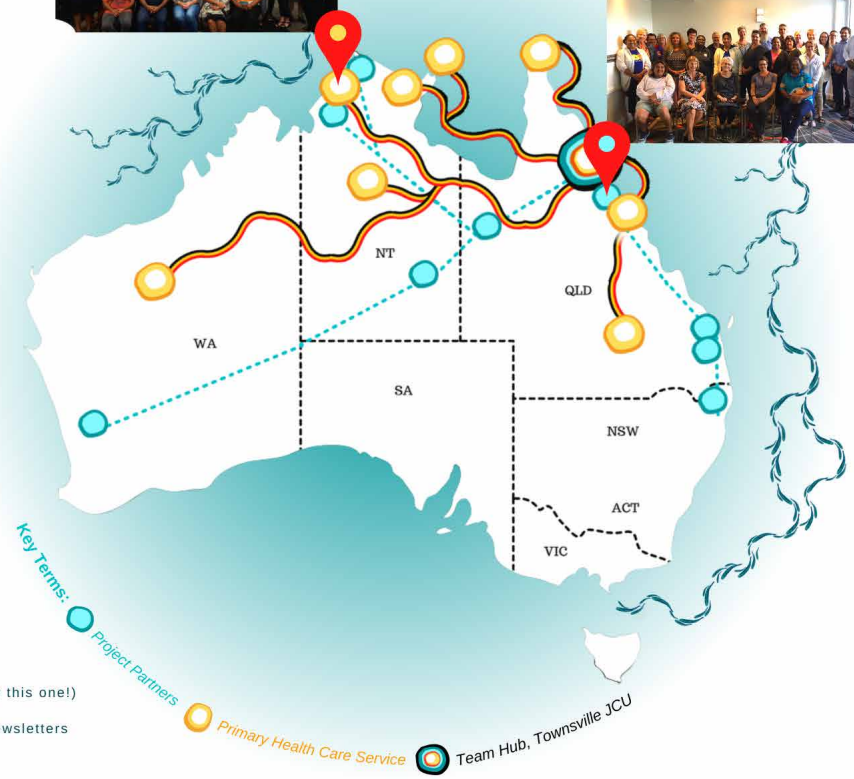 NT
QLD
WA
SA
NSW
ACT
VIC
Key Terms:
Project Partners
Primary Health Care Service
Team Hub, Townsville JCU
this one!)
wsletters